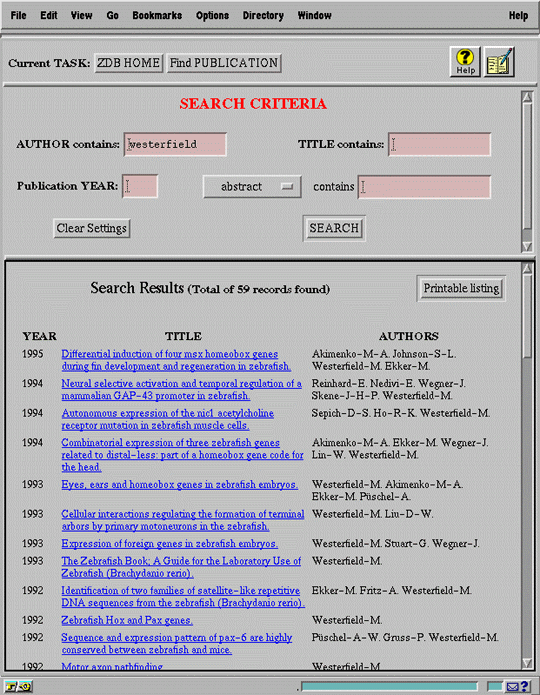 File Edit View Go Bookmarks Options Directory Window Help
Current TASK: ZDB HOME Find PUBLICATION Help
SEARCH CRITERIA
AUTHOR contains: westerfield TITLE contains:
Publication YEAR: abstract contains
Clear Settings SEARCH
Search Results (Total of 59 records found) Printable listing
YEAR TITLE AUTHORS
1995 Differential induction of four msx homeobox genes Akimenko-M-A. Johnson-S-L.
during fin development and regeneration in zebrafish. Westerfield-M. Ekker-M.
1994 Neural selective activation and temporal regulation of a Reinhard-E. Nedivi-E. Wegner-J.
mammalian GAP-43 promoter in zebrafish. Skene-J-H-P. Westerfield-M.
1994 Autonomous expression of the nic1 acetylcholine Sepich-D-S. Ho-R-K. Westerfield-M.
receptor mutation in zebrafish muscle cells.
1994 Combinatorial expression of three zebrafish genes Akimenko-M-A. Ekker-M. Wegner-J.
related to distal-less: part of a homeobox gene code for Lin-W. Westerfield-M.
the head.
1993 Eyes, ears and homeobox genes in zebrafish embryos. Westerfield-M. Akimenko-M-A.
Ekker-M. Püschel-A.
1993 Cellular interactions regulating the formation of terminal Westerfield-M. Liu-D-W.
arbors by primary motoneurons in the zebrafish.
1993 Expression of foreign genes in zebrafish embryos. Westerfield-M. Stuart-G. Wegner-J.
1993 The Zebrafish Book; A Guide for the Laboratory Use of Westerfield-M.
Zebrafish (Brachydanio rerio).
1992 Identification of two families of satellite-like repetitive Ekker-M. Fritz-A. Westerfield-M.
DNA sequences from the zebrafish (Brachydanio rerio).
1992 Zebrafish Hox and Pax genes. Westerfield-M.
1992 Sequence and expression pattern of pax-6 are highly Püschel-A-W. Gruss-P. Westerfield-M.
conserved between zebrafish and mice.
1992 Motor axon pathfinding. Westerfield-M.